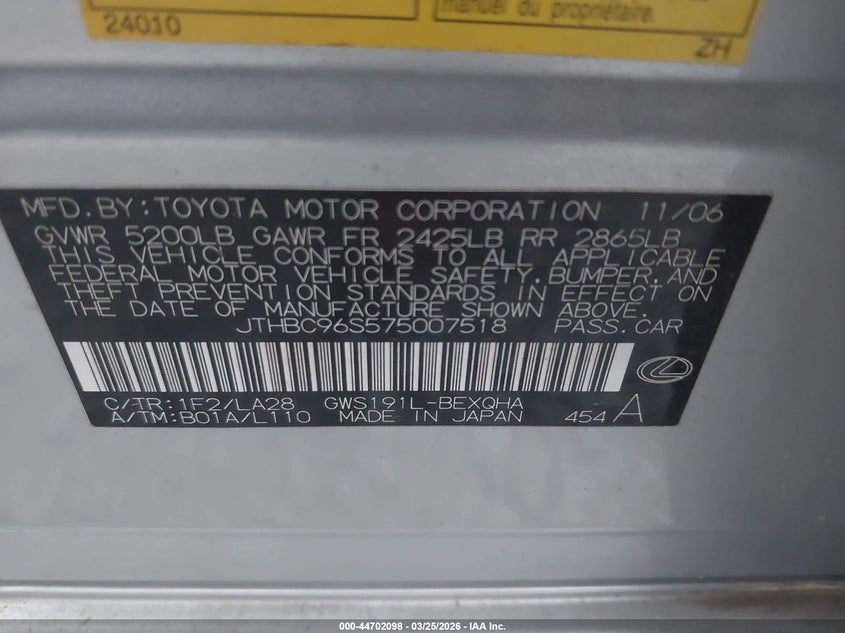 manuel du propriétaire.
24010
ZH
MFD.BY:TOYOTA MOTOR CORPORATION 11/06
GVWR 5200LB GAWR FR 2425LB RR 2865LB
THIS VEHICLE CONFORMS TO ALL APPLICABLE
FEDERAL MOTOR VEHICLE SAFETY,BUMPER,AND
THEFT PREVENTION STANDARDS IN EFFECT ON
THE DATE OF MANUFACTURE SHOWN ABOVE.
JTHBC96S575007518 PASS.CAR
C/TR:1F2/LA28 GWS191L-BEXQHA
A/TM:B01A/L110 MADE IN JAPAN 454 A
000-44702098 - 03/25/2026 - IAA Inc.